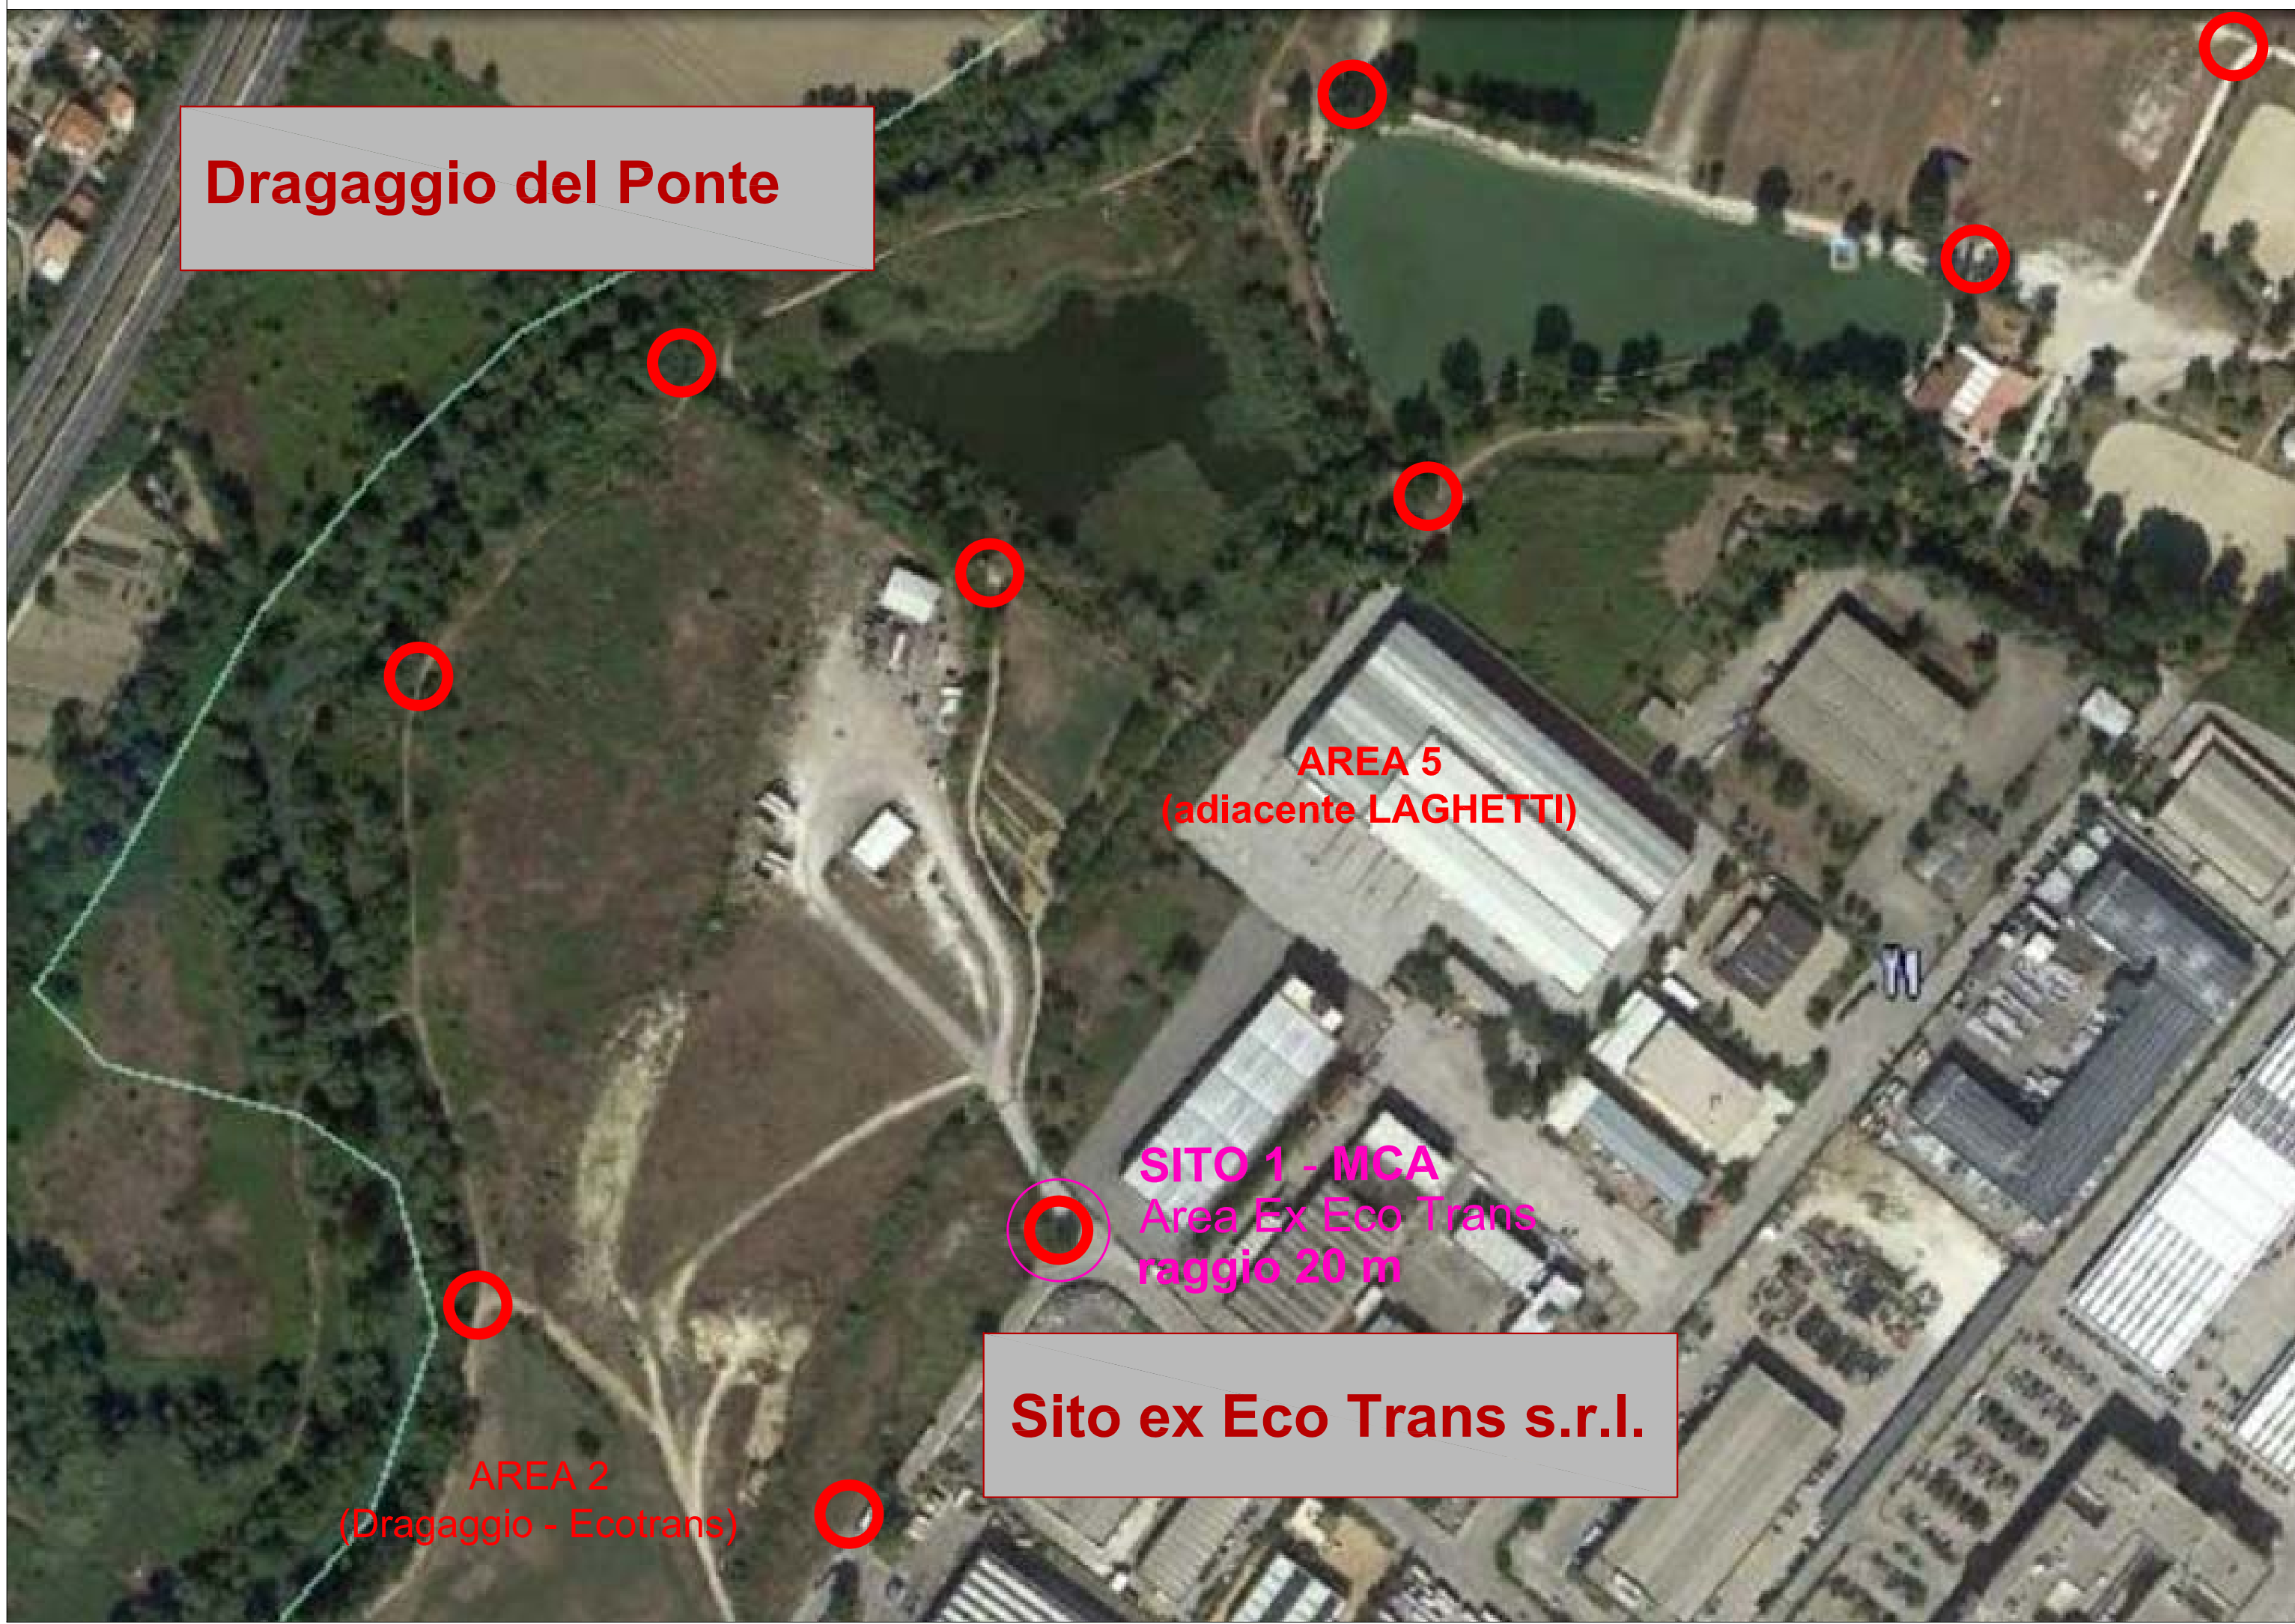 Dragaggio del Ponte
AREA 5
(adiacente LAGHETTI)
SITO 1 - MCA
Area Ex Eco Trans
raggio 20 m
Sito ex Eco Trans s.r.l.
AREA 2
(Dragaggio - Ecotrans)